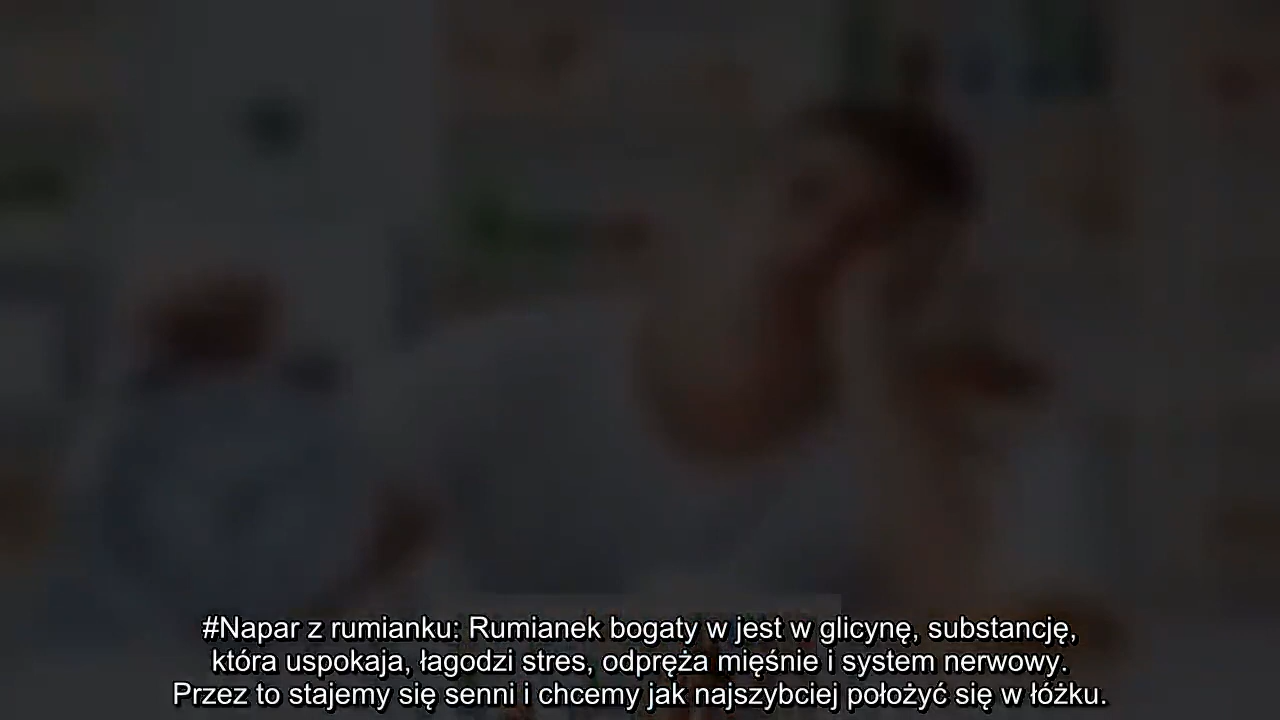 #Napar z rumianku: Rumianek bogaty w jest w glicynę, substancję,
która uspokaja, łagodzi stres, odpręża mięśnie i system nerwowy.
Przez to stajemy się senni i chcemy jak najszybciej położyć się w łóżku.